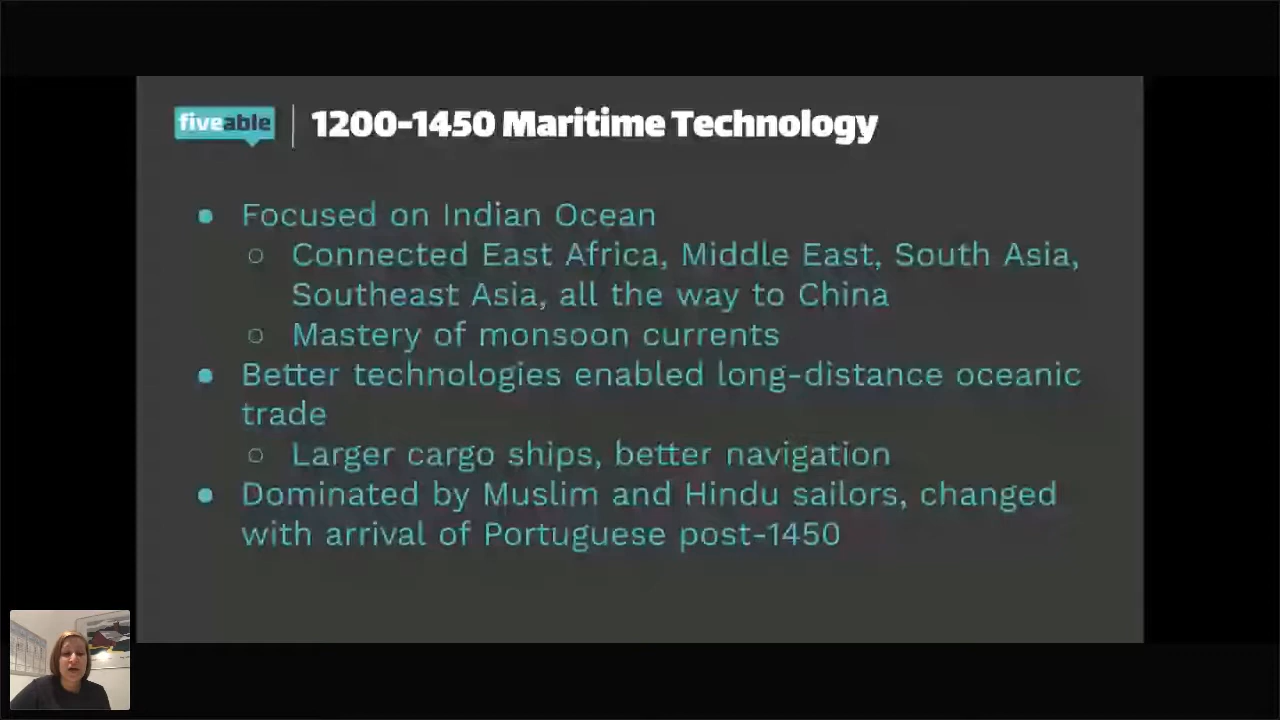 fiveable
1200-1450 Maritime Technology
● Focused on Indian Ocean
○ Connected East Africa, Middle East, South Asia,
Southeast Asia, all the way to China
○ Mastery of monsoon currents
● Better technologies enabled long-distance oceanic
trade
○ Larger cargo ships, better navigation
● Dominated by Muslim and Hindu sailors, changed
with arrival of Portuguese post-1450